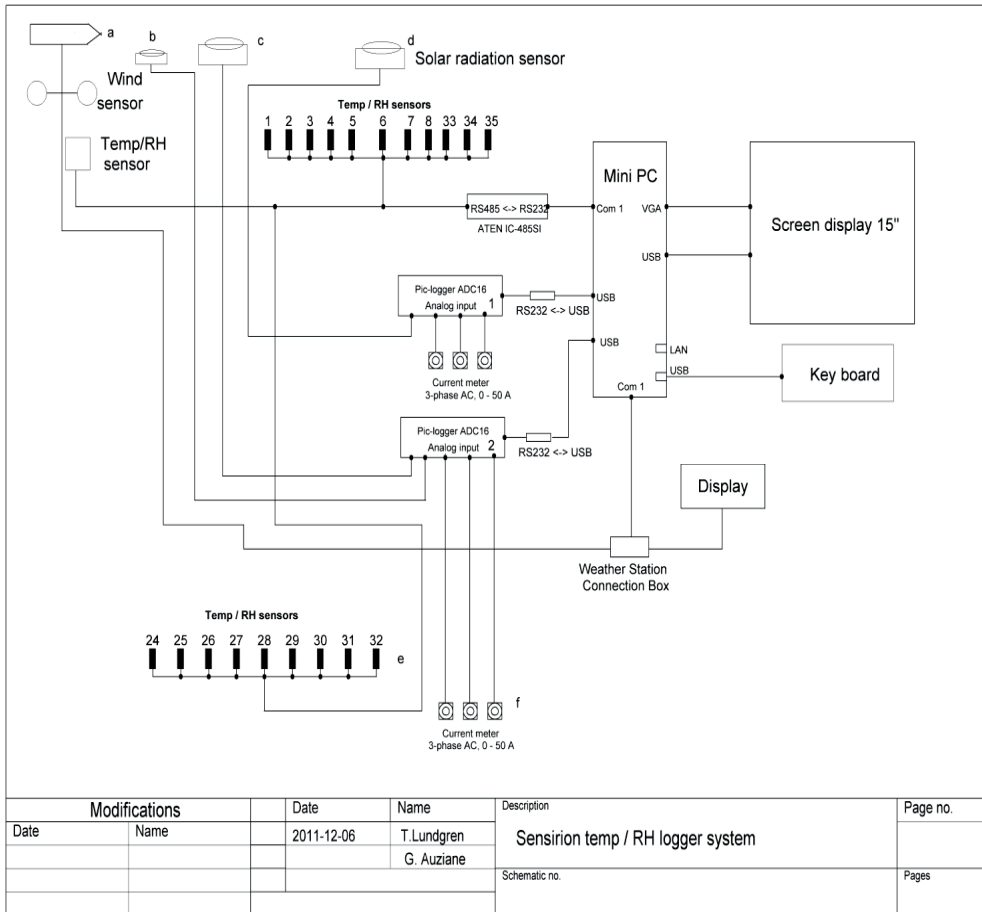 a
b
c
d
Solar radiation sensor
Wind
sensor
Temp / RH sensors
1 2 3 4 5 6 7 8 33 34 35
Temp/RH
sensor
Mini PC
RS485 <-> RS232
Com 1
VGA
ATEN IC-485SI
Screen display 15"
USB
Pic-logger ADC16
Analog input 1
USB
RS232 <-> USB
USB
LAN
USB
Key board
Current meter
3-phase AC, 0 - 50 A
Com 1
Pic-logger ADC16
Analog input 2
RS232 <-> USB
Display
Weather Station
Connection Box
Temp / RH sensors
24 25 26 27 28 29 30 31 32
e
f
Current meter
3-phase AC, 0 - 50 A
Modifications
Date
Name
Description
Page no.
Date
Name
2011-12-06
T.Lundgren
Sensirion temp / RH logger system
G. Auziane
Schematic no.
Pages